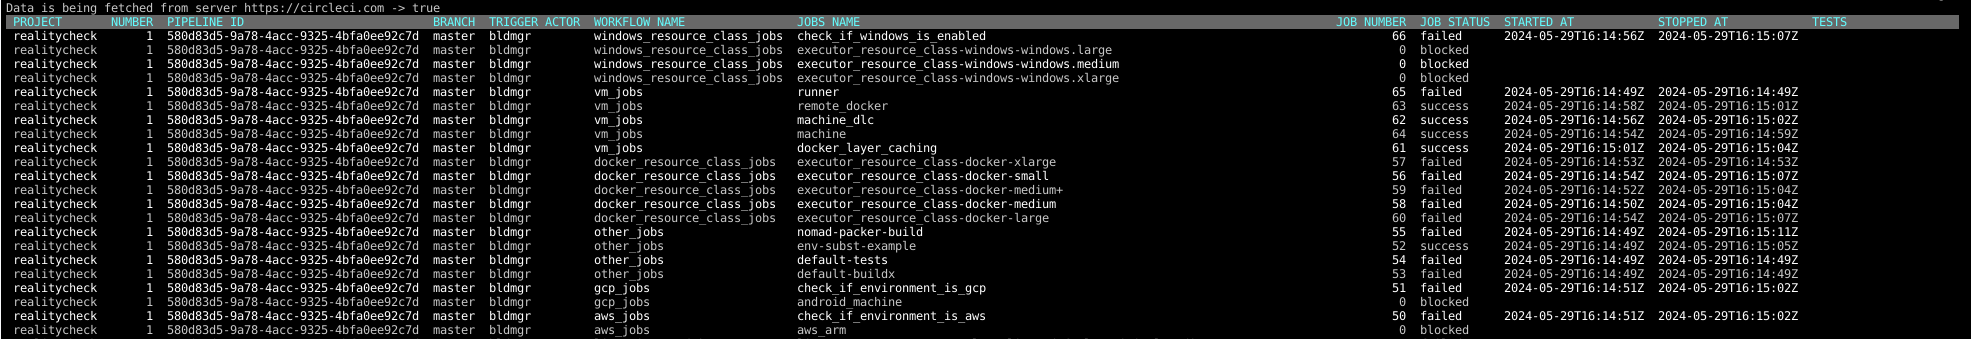 Data is being fetched from server https://circleci.com -> true
PROJECT NUMBER PIPELINE ID BRANCH TRIGGER ACTOR WORKFLOW NAME JOBS NAME JOB NUMBER JOB STATUS STARTED AT STOPPED AT TESTS
realitycheck 1 580d83d5-9a78-4acc-9325-4bfa0ee92c7d master bldmgr windows_resource_class_jobs check_if_windows_is_enabled 66 failed 2024-05-29T16:14:56Z 2024-05-29T16:15:07Z
realitycheck 1 580d83d5-9a78-4acc-9325-4bfa0ee92c7d master bldmgr windows_resource_class_jobs executor_resource_class-windows-windows.large 0 blocked
realitycheck 1 580d83d5-9a78-4acc-9325-4bfa0ee92c7d master bldmgr windows_resource_class_jobs executor_resource_class-windows-windows.medium 0 blocked
realitycheck 1 580d83d5-9a78-4acc-9325-4bfa0ee92c7d master bldmgr windows_resource_class_jobs executor_resource_class-windows-windows.xlarge 0 blocked
realitycheck 1 580d83d5-9a78-4acc-9325-4bfa0ee92c7d master bldmgr vm_jobs runner 65 failed 2024-05-29T16:14:49Z 2024-05-29T16:14:49Z
realitycheck 1 580d83d5-9a78-4acc-9325-4bfa0ee92c7d master bldmgr vm_jobs remote_docker 63 success 2024-05-29T16:14:58Z 2024-05-29T16:15:01Z
realitycheck 1 580d83d5-9a78-4acc-9325-4bfa0ee92c7d master bldmgr vm_jobs machine_dlc 62 success 2024-05-29T16:14:56Z 2024-05-29T16:15:02Z
realitycheck 1 580d83d5-9a78-4acc-9325-4bfa0ee92c7d master bldmgr vm_jobs machine 64 success 2024-05-29T16:14:54Z 2024-05-29T16:14:59Z
realitycheck 1 580d83d5-9a78-4acc-9325-4bfa0ee92c7d master bldmgr vm_jobs docker_layer_caching 61 success 2024-05-29T16:15:01Z 2024-05-29T16:15:04Z
realitycheck 1 580d83d5-9a78-4acc-9325-4bfa0ee92c7d master bldmgr docker_resource_class_jobs executor_resource_class-docker-xlarge 57 failed 2024-05-29T16:14:53Z 2024-05-29T16:14:53Z
realitycheck 1 580d83d5-9a78-4acc-9325-4bfa0ee92c7d master bldmgr docker_resource_class_jobs executor_resource_class-docker-small 56 failed 2024-05-29T16:14:54Z 2024-05-29T16:15:07Z
realitycheck 1 580d83d5-9a78-4acc-9325-4bfa0ee92c7d master bldmgr docker_resource_class_jobs executor_resource_class-docker-medium+ 59 failed 2024-05-29T16:14:52Z 2024-05-29T16:15:04Z
realitycheck 1 580d83d5-9a78-4acc-9325-4bfa0ee92c7d master bldmgr docker_resource_class_jobs executor_resource_class-docker-medium 58 failed 2024-05-29T16:14:50Z 2024-05-29T16:15:04Z
realitycheck 1 580d83d5-9a78-4acc-9325-4bfa0ee92c7d master bldmgr docker_resource_class_jobs executor_resource_class-docker-large 60 failed 2024-05-29T16:14:54Z 2024-05-29T16:15:07Z
realitycheck 1 580d83d5-9a78-4acc-9325-4bfa0ee92c7d master bldmgr other_jobs nomad-packer-build 55 failed 2024-05-29T16:14:49Z 2024-05-29T16:15:11Z
realitycheck 1 580d83d5-9a78-4acc-9325-4bfa0ee92c7d master bldmgr other_jobs env-subst-example 52 success 2024-05-29T16:14:49Z 2024-05-29T16:15:05Z
realitycheck 1 580d83d5-9a78-4acc-9325-4bfa0ee92c7d master bldmgr other_jobs default-tests 54 failed 2024-05-29T16:14:49Z 2024-05-29T16:14:49Z
realitycheck 1 580d83d5-9a78-4acc-9325-4bfa0ee92c7d master bldmgr other_jobs default-buildx 53 failed 2024-05-29T16:14:49Z 2024-05-29T16:14:49Z
realitycheck 1 580d83d5-9a78-4acc-9325-4bfa0ee92c7d master bldmgr gcp_jobs check_if_environment_is_gcp 51 failed 2024-05-29T16:14:51Z 2024-05-29T16:15:02Z
realitycheck 1 580d83d5-9a78-4acc-9325-4bfa0ee92c7d master bldmgr gcp_jobs android_machine 0 blocked
realitycheck 1 580d83d5-9a78-4acc-9325-4bfa0ee92c7d master bldmgr aws_jobs check_if_environment_is_aws 50 failed 2024-05-29T16:14:51Z 2024-05-29T16:15:02Z
realitycheck 1 580d83d5-9a78-4acc-9325-4bfa0ee92c7d master bldmgr aws_jobs aws_arm 0 blocked